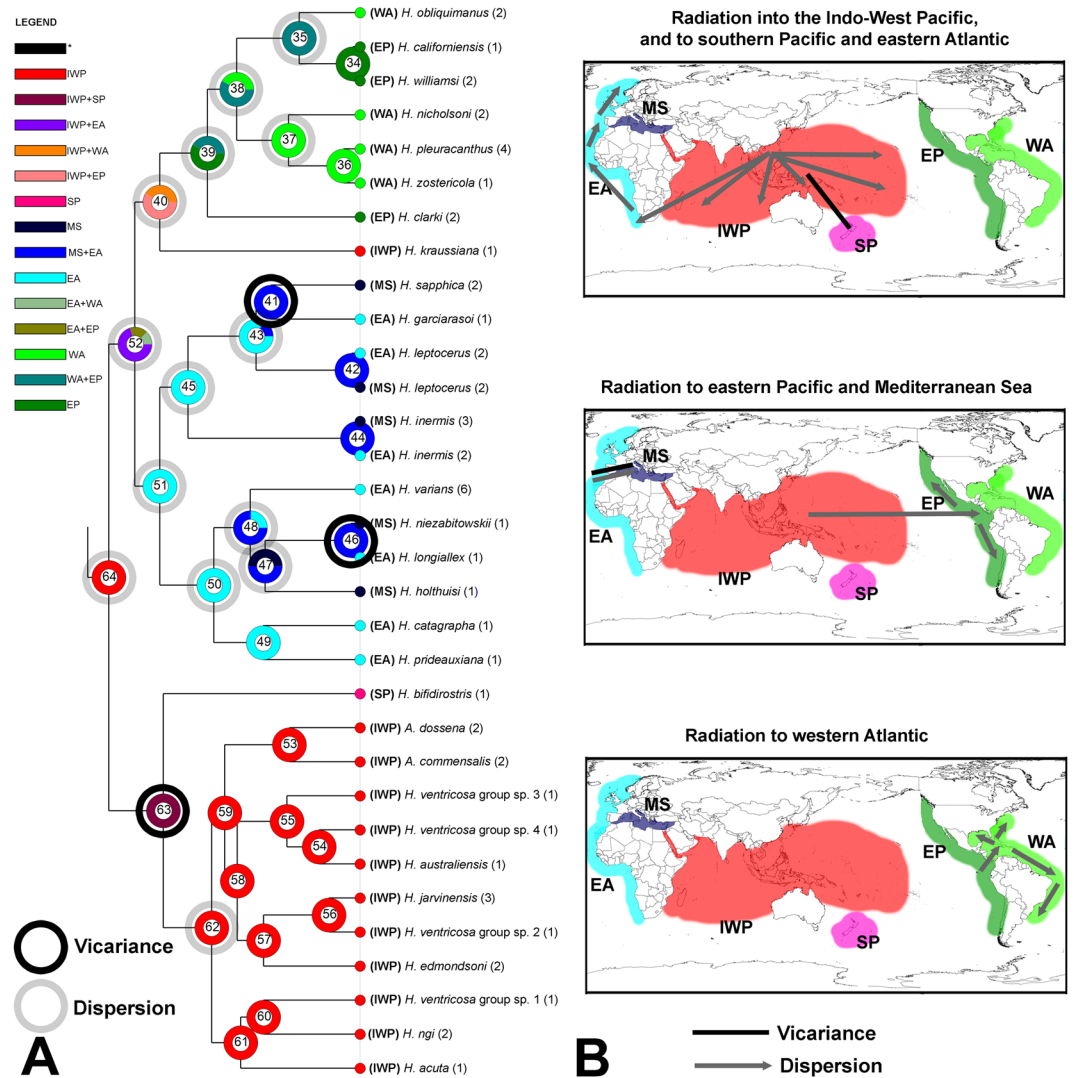 LEGEND
*
IWP
IWP+SP
IWP+EA
IWP+WA
IWP+EP
SP
MS
MS+EA
EA
EA+WA
EA+EP
WA
WA+EP
EP
(WA) H. obliquimanus (2)
35
(EP) H. californiensis (1)
34
(EP) H. williamsi (2)
38
(WA) H. nicholsoni (2)
37
(WA) H. pleuracanthus (4)
39
36
(WA) H. zostericola (1)
40
(EP) H. clarki (2)
(IWP) H. kraussiana (1)
(MS) H. sapphica (2)
41
(EA) H. garciarasoi (1)
43
52
(EA) H. leptocerus (2)
42
45
(MS) H. leptocerus (2)
(MS) H. inermis (3)
44
(EA) H. inermis (2)
51
(EA) H. varians (6)
48
(MS) H. niezabitowskii (1)
46
(EA) H. longiallex (1)
47
64
50
(MS) H. holthuisi (1)
(EA) H. catagrapha (1)
49
(EA) H. prideauxiana (1)
(SP) H. bifidirostris (1)
(IWP) A. dossena (2)
53
(IWP) A. commensalis (2)
63
59
(IWP) H. ventricosa group sp. 3 (1)
55
(IWP) H. ventricosa group sp. 4 (1)
54
(IWP) H. australiensis (1)
58
(IWP) H. jarvinensis (3)
56
62
(IWP) H. ventricosa group sp. 2 (1)
57
(IWP) H. edmondsoni (2)
(IWP) H. ventricosa group sp. 1 (1)
60
(IWP) H. ngi (2)
61
(IWP) H. acuta (1)
Vicariance
Dispersion
A
Radiation into the Indo-West Pacific,
and to southern Pacific and eastern Atlantic
MS
EP
WA
EA
IWP
SP
Radiation to eastern Pacific and Mediterranean Sea
MS
EP
WA
EA
IWP
SP
Radiation to western Atlantic
MS
EP
WA
EA
IWP
SP
B
Vicariance
Dispersion